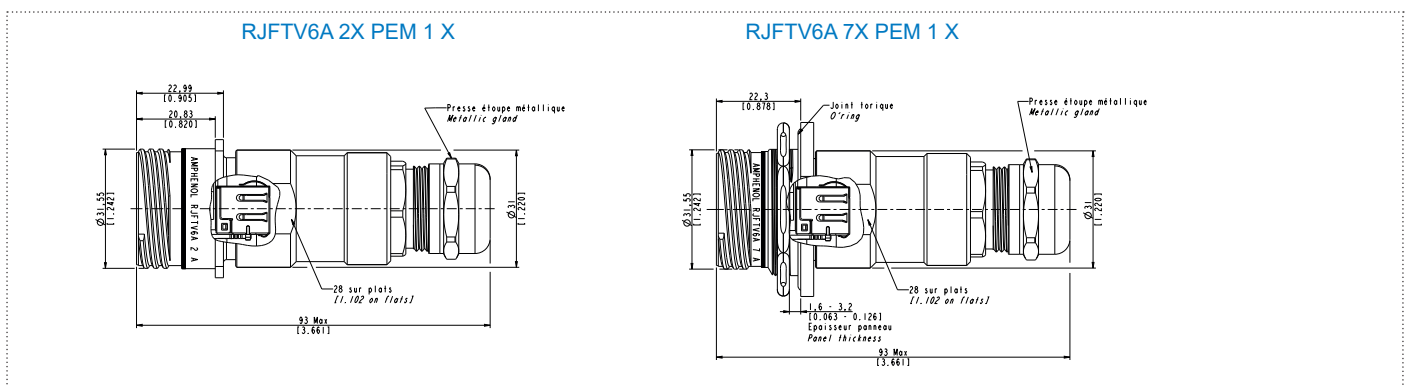 RJFTV6A 2X PEM 1 X
22,99
[0.905]
20,83
[0.820]
Presse étoupe métallique
Metallic gland
Ø31,55
[1.242]
AMPHENOL RJFTV6A 2 A
Ø31
[1.220]
28 sur plats
[1.102 on flats]
93 Max
[3.661]
RJFTV6A 7X PEM 1 X
22,3
[0.878]
Joint torique
O'ring
Presse étoupe métallique
Metallic gland
Ø31,55
[1.242]
AMPHENOL RJFTV6A 7 A
Ø31
[1.220]
28 sur plats
[1.102 on flats]
1,6 - 3,2
[0.063 - 0.126]
Epaisseur panneau
Panel thickness
93 Max
[3.661]